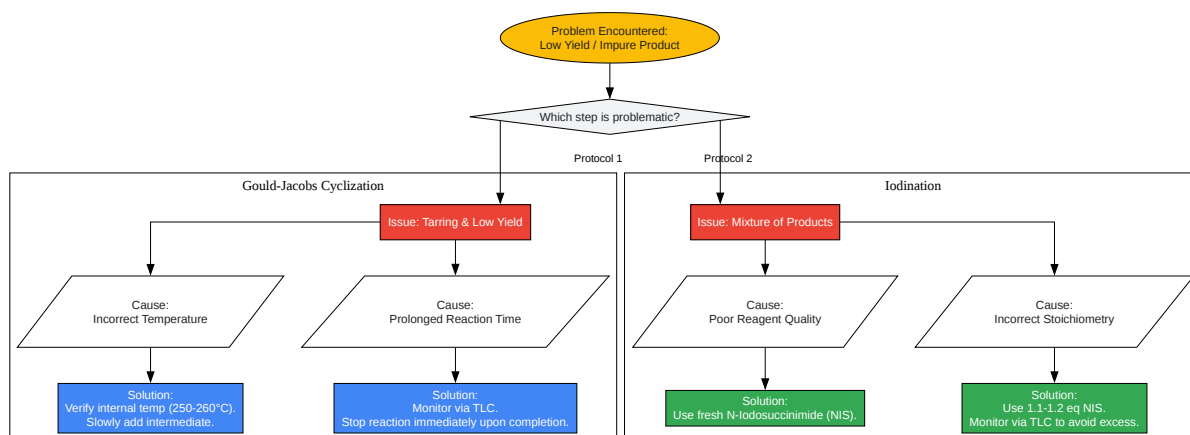 Problem Encountered:
Low Yield / Impure Product
Which step is problematic?
Protocol 1
Protocol 2
Gould-Jacobs Cyclization
Iodination
Issue: Tarring & Low Yield
Issue: Mixture of Products
Cause:
Incorrect Temperature
Cause:
Prolonged Reaction Time
Cause:
Poor Reagent Quality
Cause:
Incorrect Stoichiometry
Solution:
Verify internal temp (250-260°C).
Slowly add intermediate.
Solution:
Monitor via TLC.
Stop reaction immediately upon completion.
Solution:
Use fresh N-Iodosuccinimide (NIS).
Solution:
Use 1.1-1.2 eq NIS.
Monitor via TLC to avoid excess.